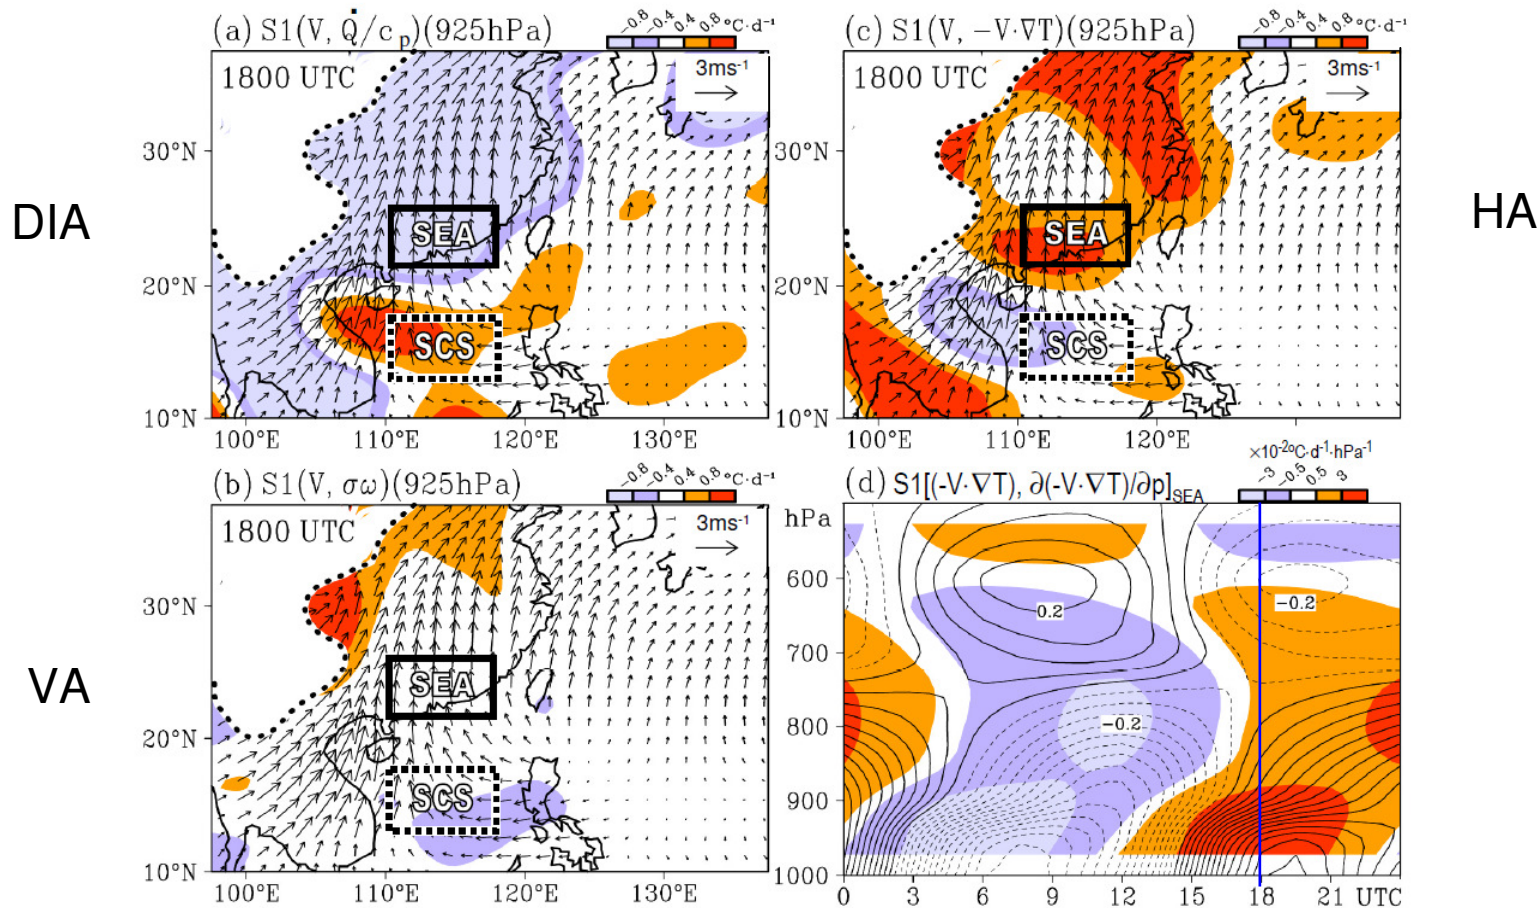 (a) S1(V, Q̇/c p)(925hPa)
−0.8 −0.4 0.4 0.8 °C·d⁻¹
1800 UTC
3ms⁻¹
30°N
20°N
10°N
SEA
SCS
100°E 110°E 120°E 130°E
DIA
(c) S1(V, −V·∇T)(925hPa)
−0.8 −0.4 0.4 0.8 °C·d⁻¹
1800 UTC
3ms⁻¹
30°N
20°N
10°N
SEA
SCS
100°E 110°E 120°E
HA
(b) S1(V, σω)(925hPa)
−0.8 −0.4 0.4 0.8 °C·d⁻¹
1800 UTC
3ms⁻¹
30°N
20°N
10°N
SEA
SCS
100°E 110°E 120°E 130°E
VA
×10⁻²°C·d⁻¹·hPa⁻¹
(d) S1[(-V·∇T), ∂(-V·∇T)/∂p]SEA
−3 −0.5 0.5 3
hPa
600
700
800
900
1000
0.2
−0.2
−0.2
0 3 6 9 12 15 18 21 UTC